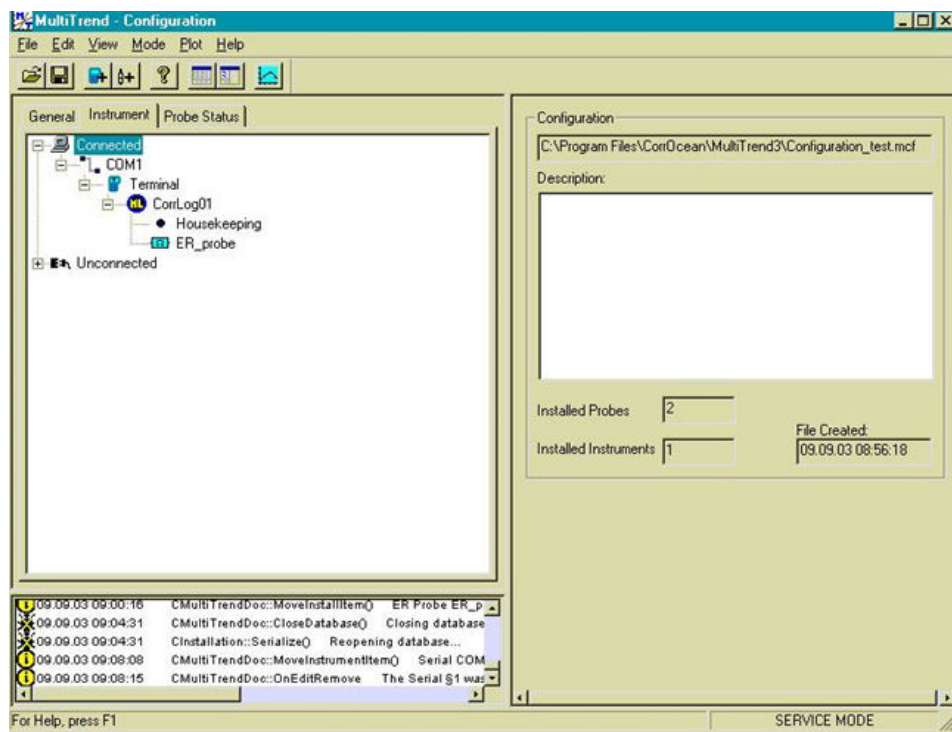 MultiTrend - Configuration
File Edit View Mode Plot Help
General Instrument Probe Status
Connected
COM1
Terminal
CorrLog01
Housekeeping
ER_probe
Unconnected
Configuration
C:\Program Files\CorrOcean\MultiTrend3\Configuration_test.mcf
Description:
Installed Probes 2
Installed Instruments 1
File Created:
09.09.03 08:56:18
09.09.03 09:00:16 CMultiTrendDoc::MoveInstallItem() ER Probe ER_p
09.09.03 09:04:31 CMultiTrendDoc::CloseDatabase() Closing database
09.09.03 09:04:31 CInstallation::Serialize() Reopening database...
09.09.03 09:08:08 CMultiTrendDoc::MoveInstrumentItem() Serial COM
09.09.03 09:08:15 CMultiTrendDoc::OnEditRemove The Serial §1 was
For Help, press F1
SERVICE MODE